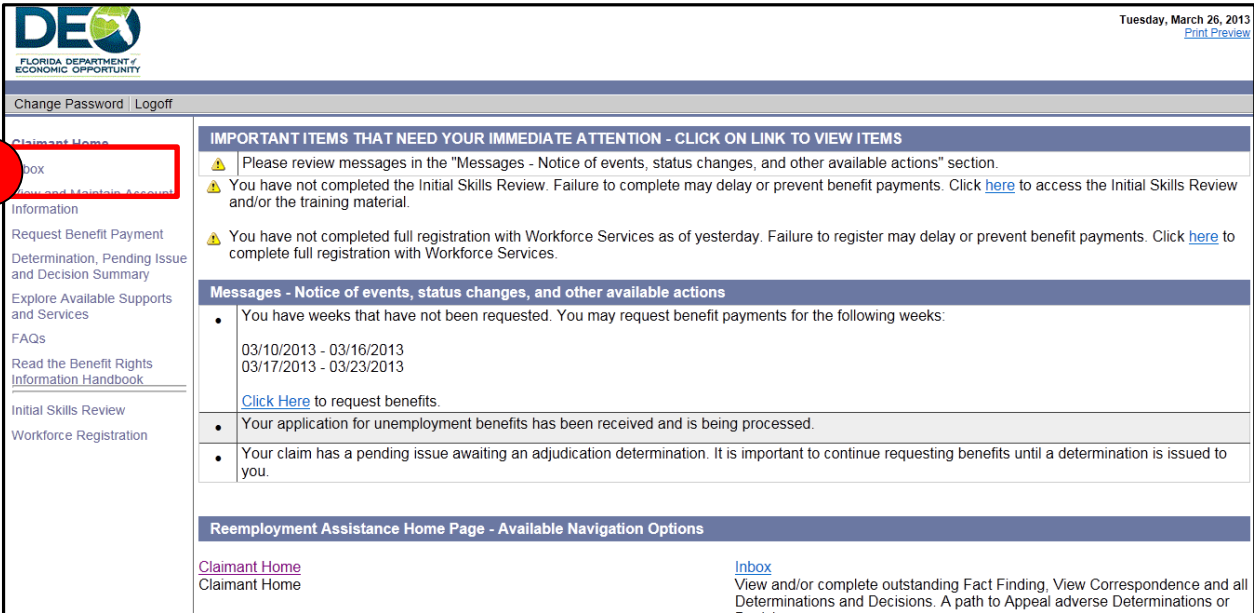 DEO
FLORIDA DEPARTMENT of
ECONOMIC OPPORTUNITY
Tuesday, March 26, 2013
Print Preview
Change Password Logoff
Claimant Home
box
View and Maintain Account
Information
Request Benefit Payment
Determination, Pending Issue
and Decision Summary
Explore Available Supports
and Services
FAQs
Read the Benefit Rights
Information Handbook
Initial Skills Review
Workforce Registration
IMPORTANT ITEMS THAT NEED YOUR IMMEDIATE ATTENTION - CLICK ON LINK TO VIEW ITEMS
Please review messages in the "Messages - Notice of events, status changes, and other available actions" section.
You have not completed the Initial Skills Review. Failure to complete may delay or prevent benefit payments. Click here to access the Initial Skills Review
and/or the training material.
You have not completed full registration with Workforce Services as of yesterday. Failure to register may delay or prevent benefit payments. Click here to
complete full registration with Workforce Services.
Messages - Notice of events, status changes, and other available actions
You have weeks that have not been requested. You may request benefit payments for the following weeks:
03/10/2013 - 03/16/2013
03/17/2013 - 03/23/2013
Click Here to request benefits.
Your application for unemployment benefits has been received and is being processed.
Your claim has a pending issue awaiting an adjudication determination. It is important to continue requesting benefits until a determination is issued to
you.
Reemployment Assistance Home Page - Available Navigation Options
Claimant Home
Claimant Home
Inbox
View and/or complete outstanding Fact Finding, View Correspondence and all
Determinations and Decisions. A path to Appeal adverse Determinations or